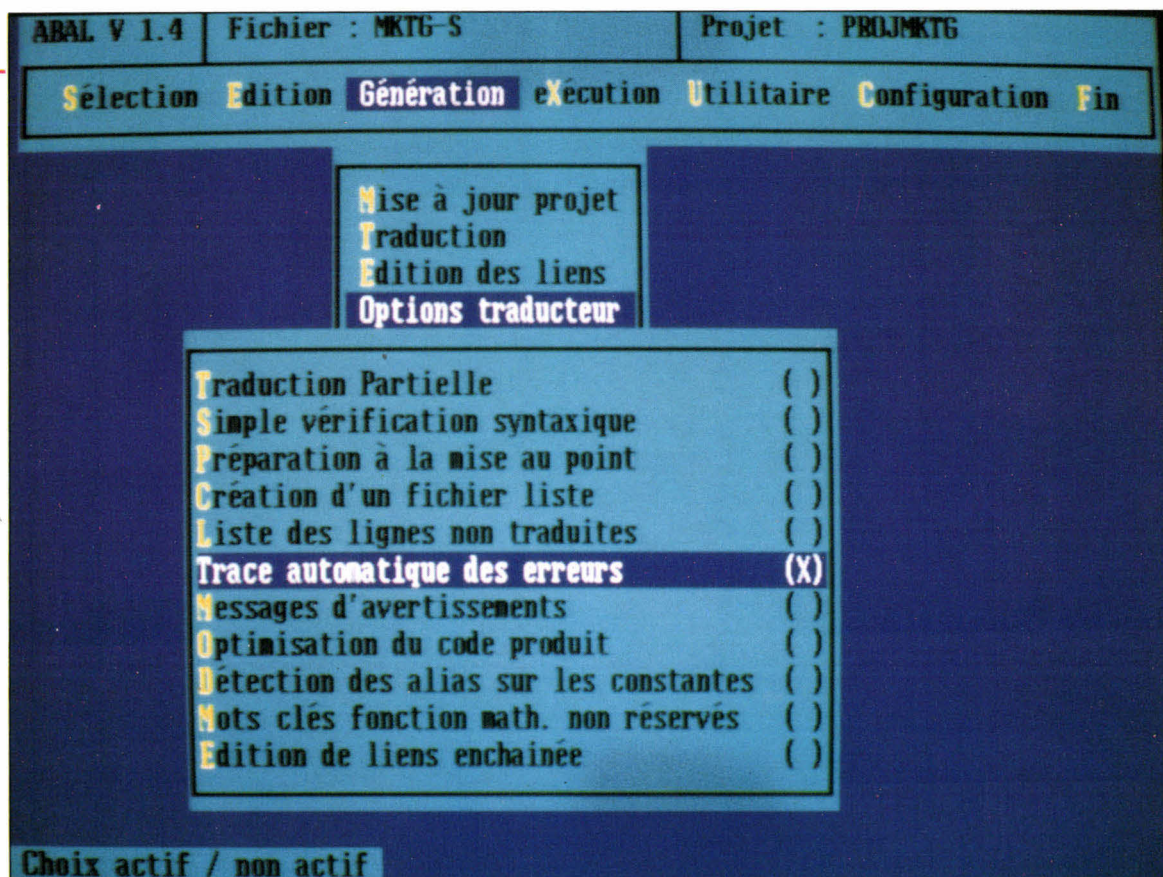 ABAL V 1.4 Fichier : MKTG-S Projet : PROJMKTG
Sélection Edition Génération eXécution Utilitaire Configuration Fin
Mise à jour projet
Traduction
Edition des liens
Options traducteur
Traduction Partielle ( )
Simple vérification syntaxique ( )
Préparation à la mise au point ( )
Création d'un fichier liste ( )
Liste des lignes non traduites ( )
Trace automatique des erreurs (X)
Messages d'avertissements ( )
Optimisation du code produit ( )
Détection des alias sur les constantes ( )
Mots clés fonction math. non réservés ( )
Edition de liens enchainée ( )
Choix actif / non actif